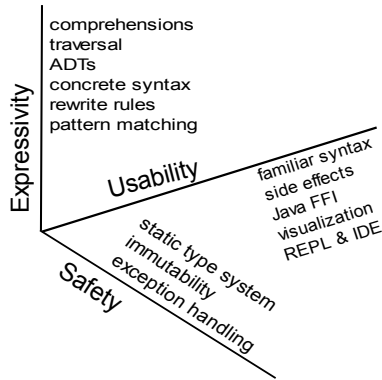 comprehensions
traversal
ADTs
concrete syntax
rewrite rules
pattern matching
Expressivity
Usability
familiar syntax
side effects
Java FFI
visualization
REPL & IDE
Safety
static type system
immutability
exception handling